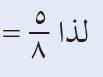 لذا ٥/٨ =